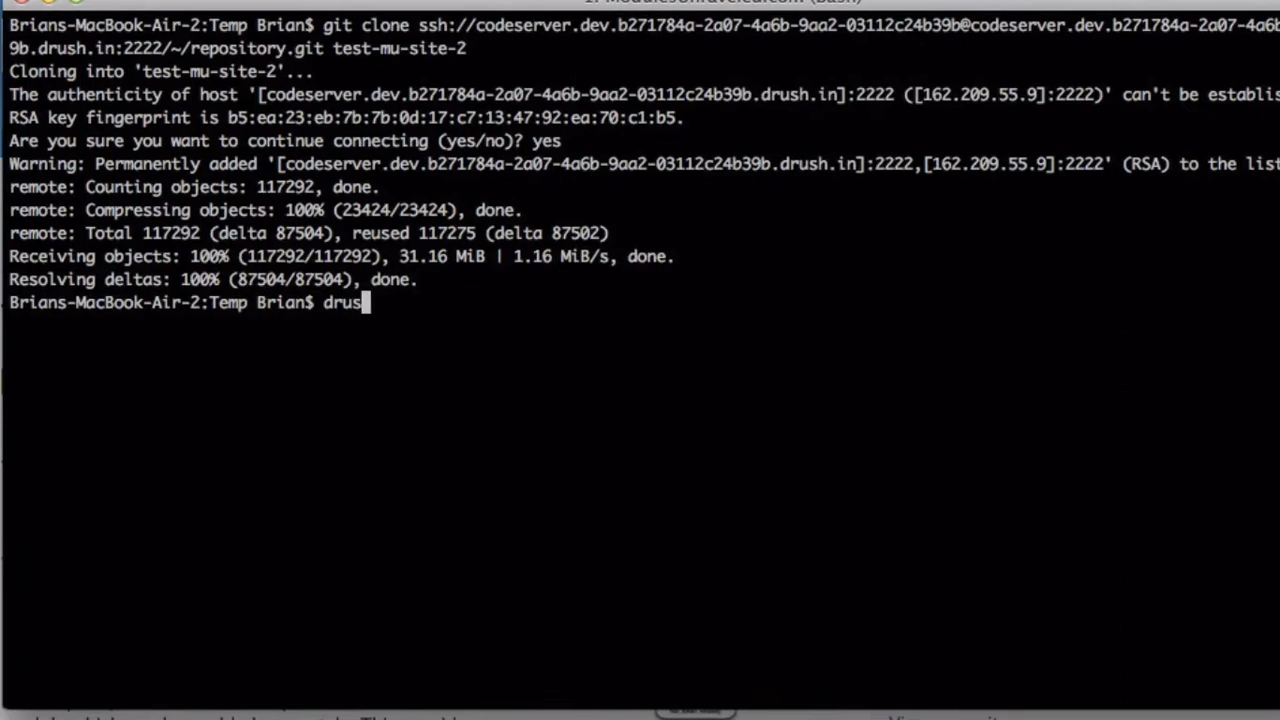 Brians-MacBook-Air-2:Temp Brian$ git clone ssh://codeserver.dev.b271784a-2a07-4a6b-9aa2-03112c24b39b@codeserver.dev.b271784a-2a07-4a6b
9b.drush.in:2222/~/repository.git test-mu-site-2
Cloning into 'test-mu-site-2'...
The authenticity of host '[codeserver.dev.b271784a-2a07-4a6b-9aa2-03112c24b39b.drush.in]:2222 ([162.209.55.9]:2222)' can't be establis
RSA key fingerprint is b5:ea:23:eb:7b:7b:0d:17:c7:13:47:92:ea:70:c1:b5.
Are you sure you want to continue connecting (yes/no)? yes
Warning: Permanently added '[codeserver.dev.b271784a-2a07-4a6b-9aa2-03112c24b39b.drush.in]:2222,[162.209.55.9]:2222' (RSA) to the list
remote: Counting objects: 117292, done.
remote: Compressing objects: 100% (23424/23424), done.
remote: Total 117292 (delta 87504), reused 117275 (delta 87502)
Receiving objects: 100% (117292/117292), 31.16 MiB | 1.16 MiB/s, done.
Resolving deltas: 100% (87504/87504), done.
Brians-MacBook-Air-2:Temp Brian$ drus